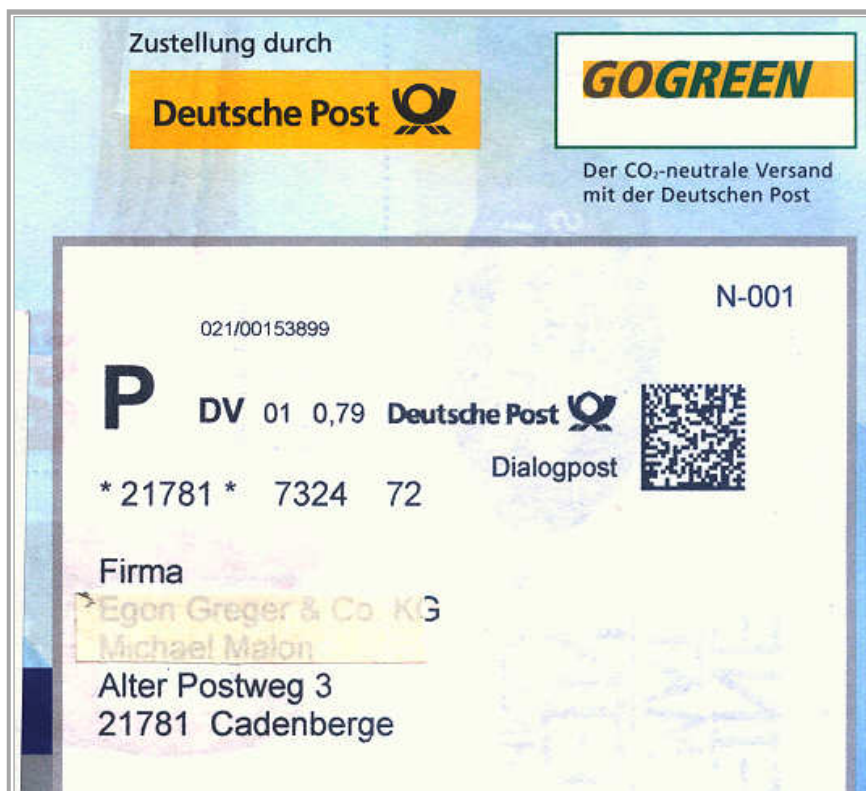 Zustellung durch
Deutsche Post
GOGREEN
Der CO₂-neutrale Versand
mit der Deutschen Post
N-001
021/00153899
P DV 01 0,79 Deutsche Post
Dialogpost
* 21781 * 7324 72
Firma
Egon Greger & Co. KG
Michael Malon
Alter Postweg 3
21781 Cadenberge